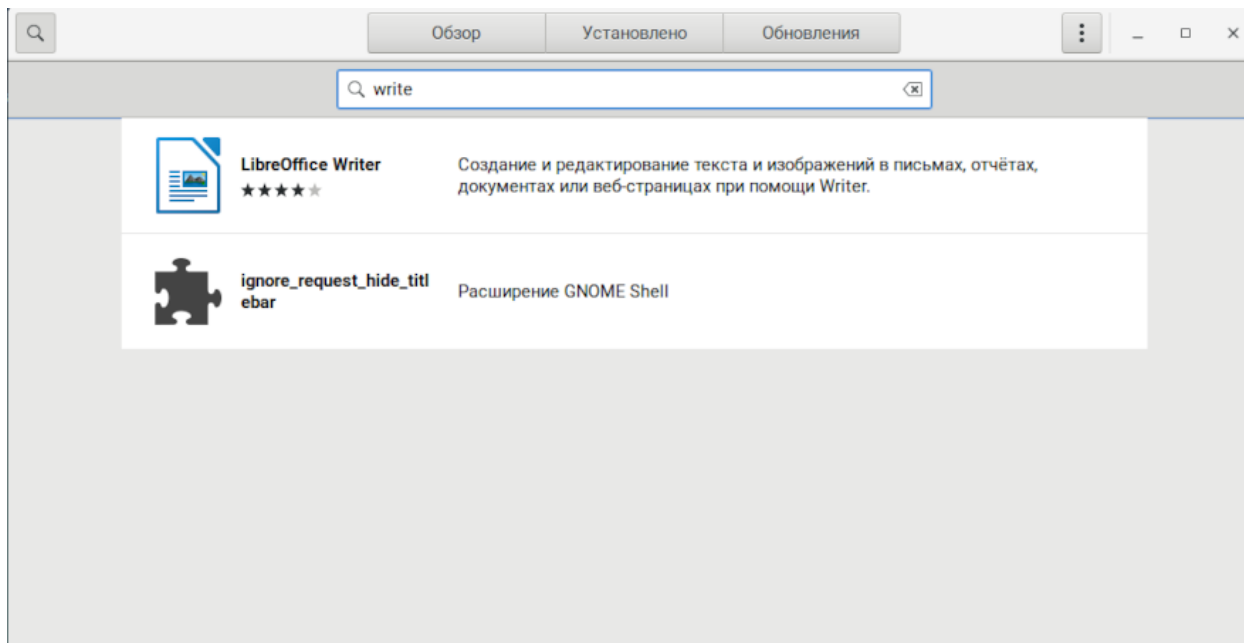 Обзор Установлено Обновления
write
LibreOffice Writer
Создание и редактирование текста и изображений в письмах, отчётах,
документах или веб-страницах при помощи Writer.
ignore_request_hide_titl
ebar
Расширение GNOME Shell